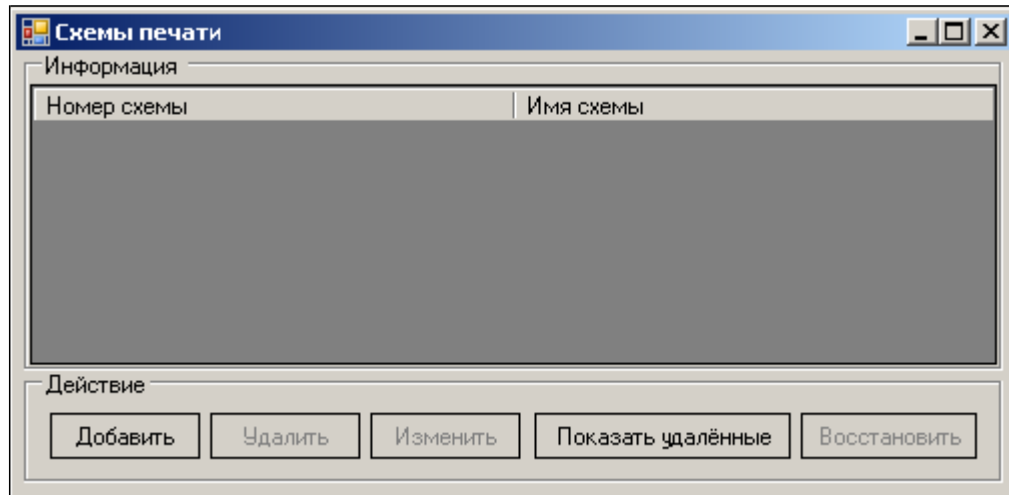 Схемы печати
Информация
Номер схемы Имя схемы
Действие
Добавить Удалить Изменить Показать удалённые Восстановить